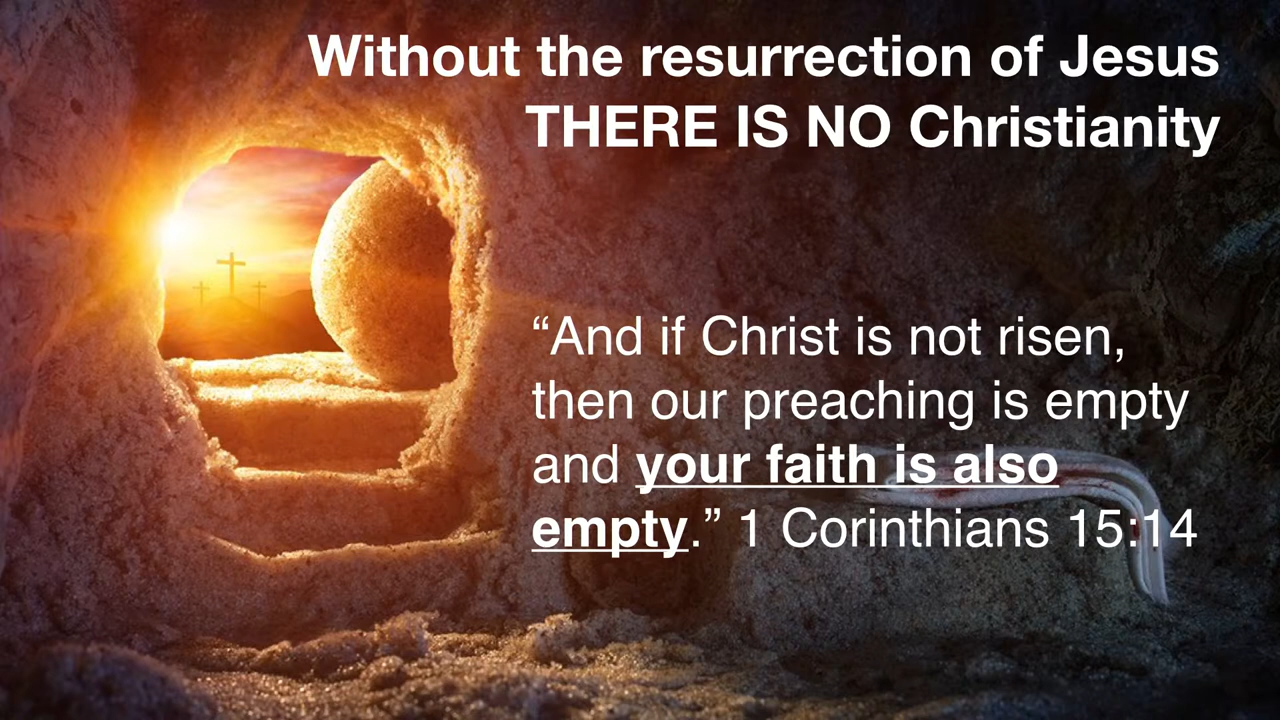 Without the resurrection of Jesus
THERE IS NO Christianity
“And if Christ is not risen,
then our preaching is empty
and your faith is also
empty.” 1 Corinthians 15:14